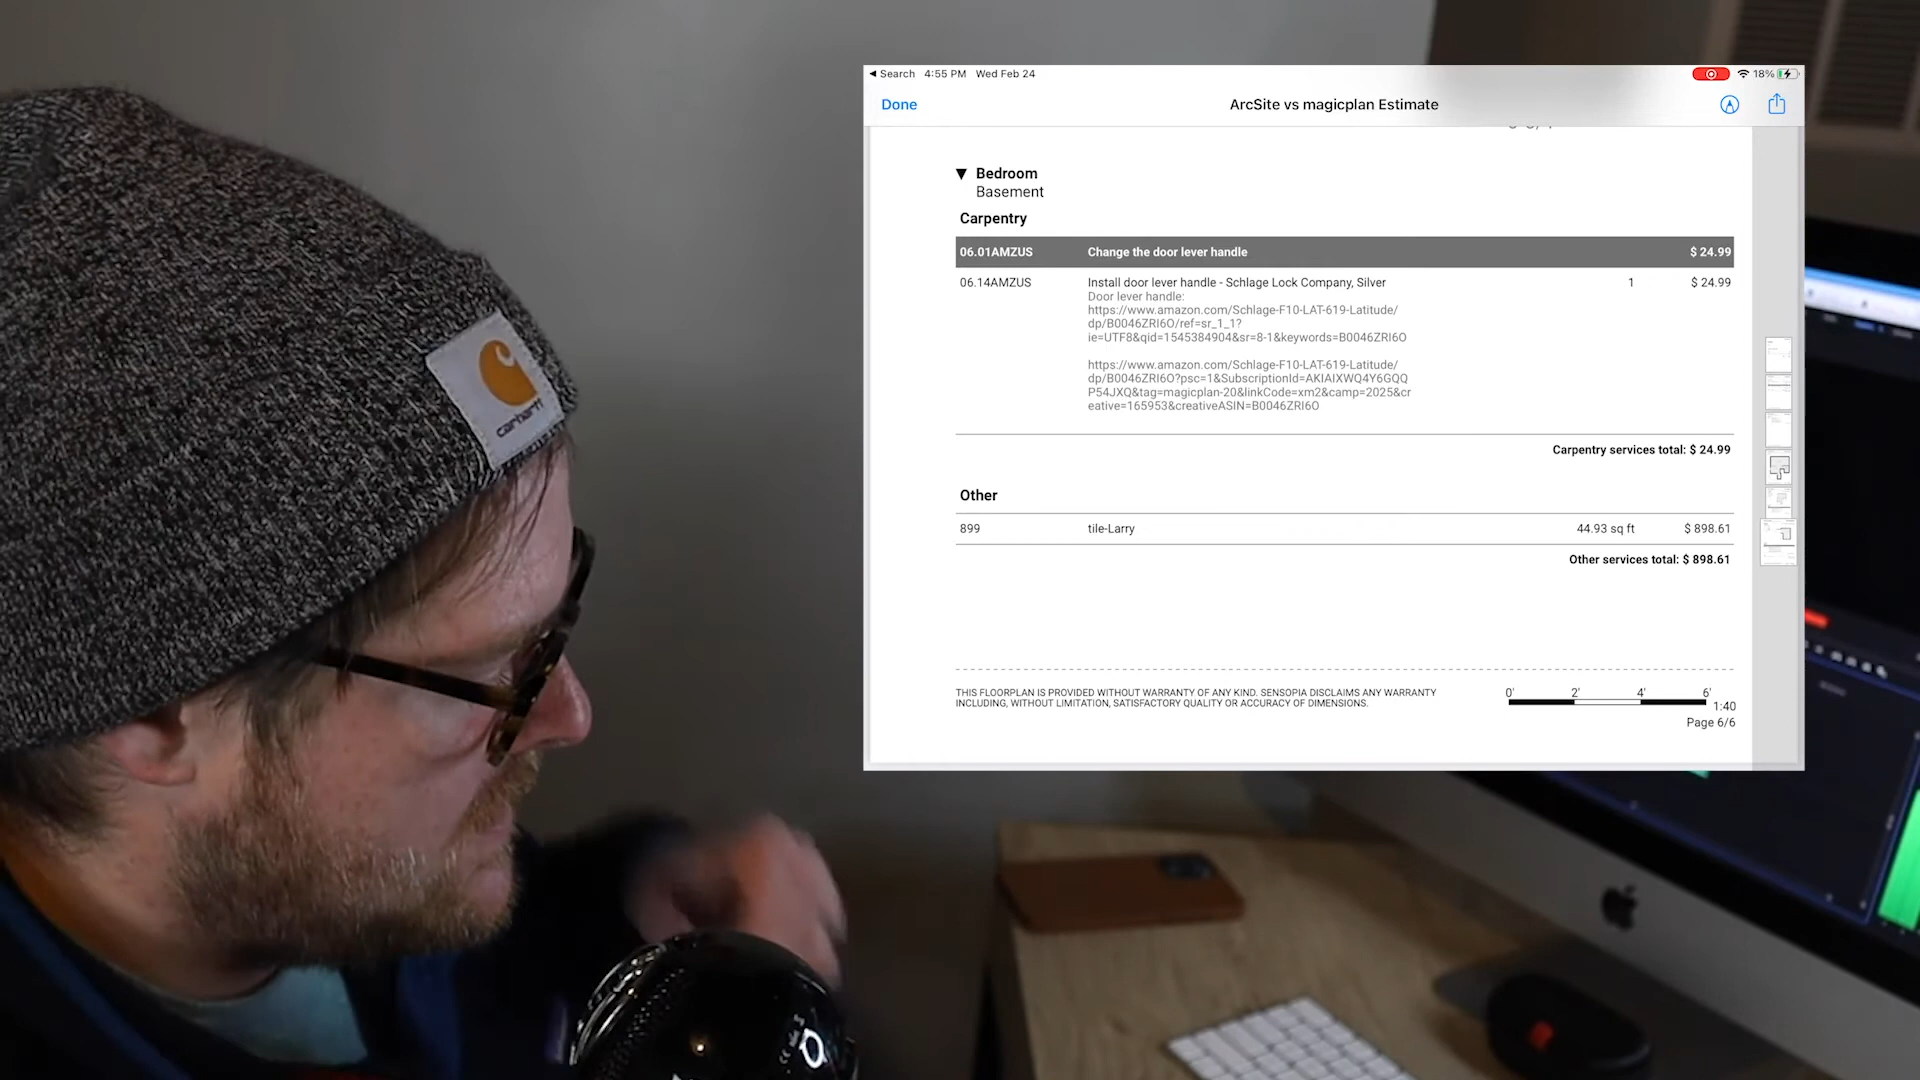 ◀ Search 4:55 PM Wed Feb 24
18%
Done
ArcSite vs magicplan Estimate
▼ Bedroom
Basement
Carpentry
06.01AMZUS Change the door lever handle $ 24.99
06.14AMZUS Install door lever handle - Schlage Lock Company, Silver 1 $ 24.99
Door lever handle:
https://www.amazon.com/Schlage-F10-LAT-619-Latitude/
dp/B0046ZRI6O/ref=sr_1_1?
ie=UTF8&qid=1545384904&sr=8-1&keywords=B0046ZRI6O
https://www.amazon.com/Schlage-F10-LAT-619-Latitude/
dp/B0046ZRI6O?psc=1&SubscriptionId=AKIAIXWQ4Y6GQQ
P54JXQ&tag=magicplan-20&linkCode=xm2&camp=2025&cr
eative=165953&creativeASIN=B0046ZRI6O
Carpentry services total: $ 24.99
Other
899 tile-Larry 44.93 sq ft $ 898.61
Other services total: $ 898.61
THIS FLOORPLAN IS PROVIDED WITHOUT WARRANTY OF ANY KIND. SENSOPIA DISCLAIMS ANY WARRANTY
INCLUDING, WITHOUT LIMITATION, SATISFACTORY QUALITY OR ACCURACY OF DIMENSIONS.
0' 2' 4' 6'
1:40
Page 6/6
carhartt